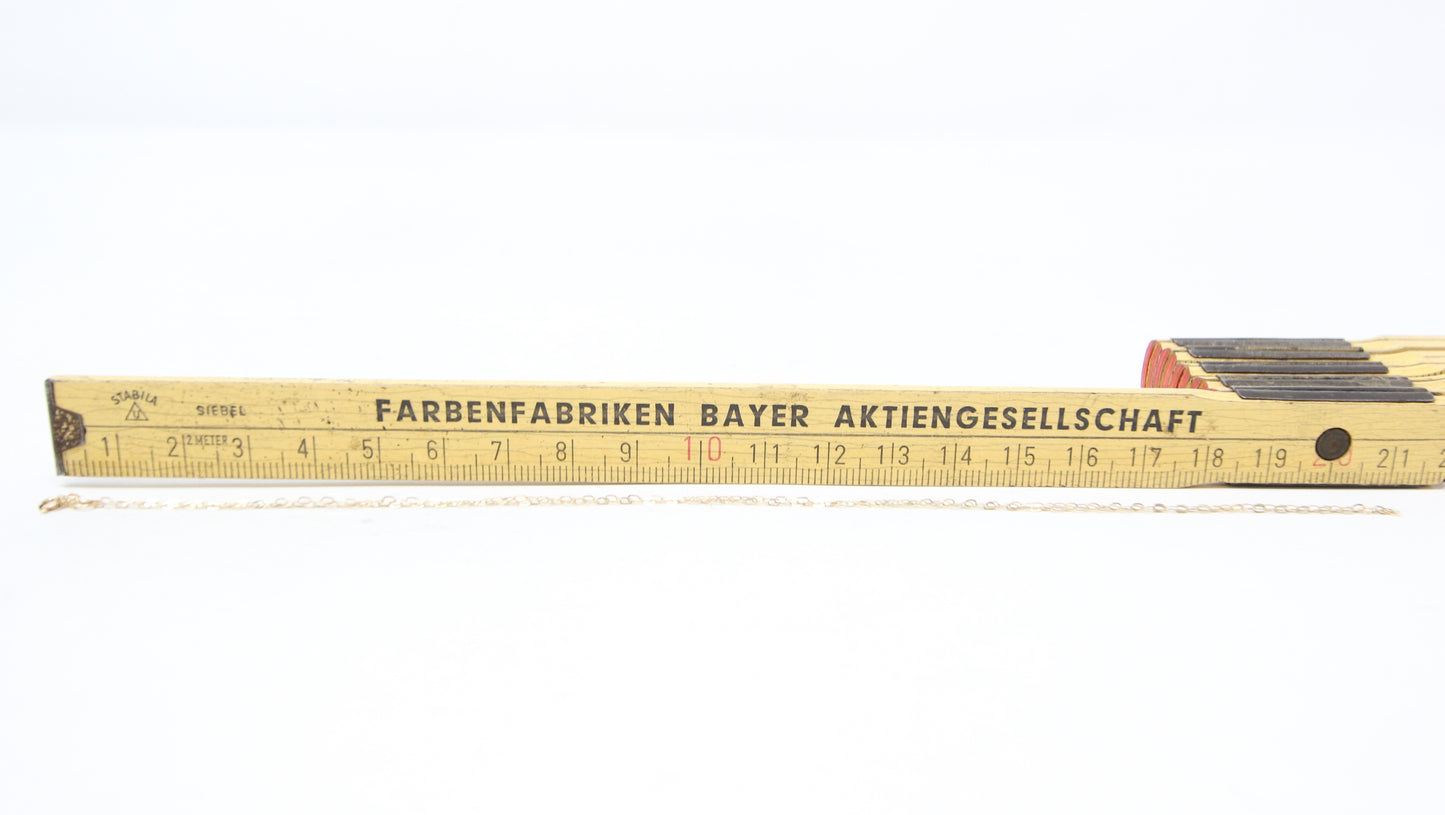 STABILA
SIEBEL
FARBENFABRIKEN BAYER AKTIENGESELLSCHAFT
1 2 2 METER 3 4 5 6 7 8 9 10 11 12 13 14 15 16 17 18 19 20 21 2